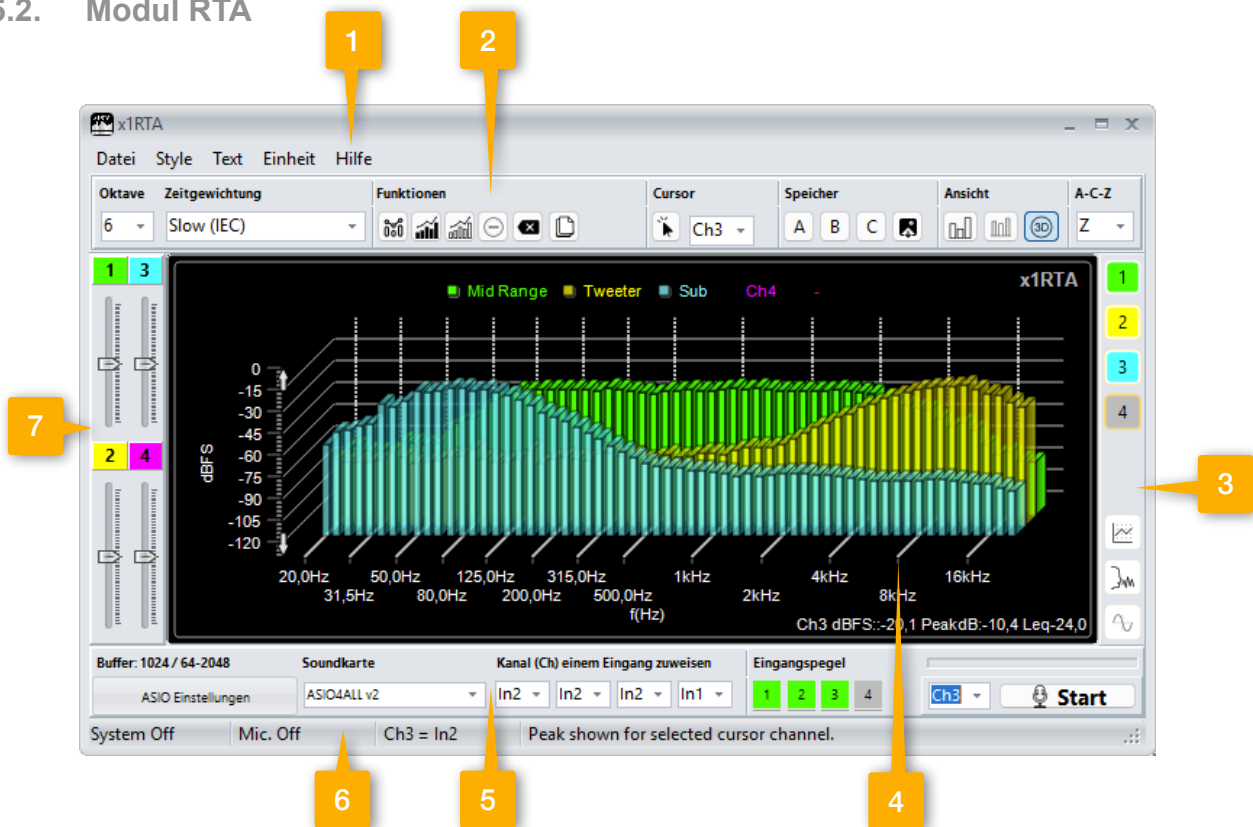 5.2. Modul RTA
1 2
x1RTA
Datei Style Text Einheit Hilfe
Oktave Zeitgewichtung Funktionen Cursor Speicher Ansicht A-C-Z
6 Slow (IEC) Ch3 A B C 3D Z
1 3
x1RTA
Mid Range Tweeter Sub Ch4 -
1
2
3
4
0
-15
-30
-45
-60
-75
-90
-105
-120
dBFS
7
2 4
3
20,0Hz 50,0Hz 125,0Hz 315,0Hz 1kHz 4kHz 16kHz
31,5Hz 80,0Hz 200,0Hz 500,0Hz 2kHz 8kHz
f(Hz)
Ch3 dBFS::-20,1 PeakdB:-10,4 Leq-24,0
Buffer: 1024 / 64-2048 Soundkarte Kanal (Ch) einem Eingang zuweisen Eingangspegel
ASIO Einstellungen ASIO4ALL v2 In2 In2 In2 In1 1 2 3 4 Ch3 Start
System Off Mic. Off Ch3 = In2 Peak shown for selected cursor channel.
6 5 4